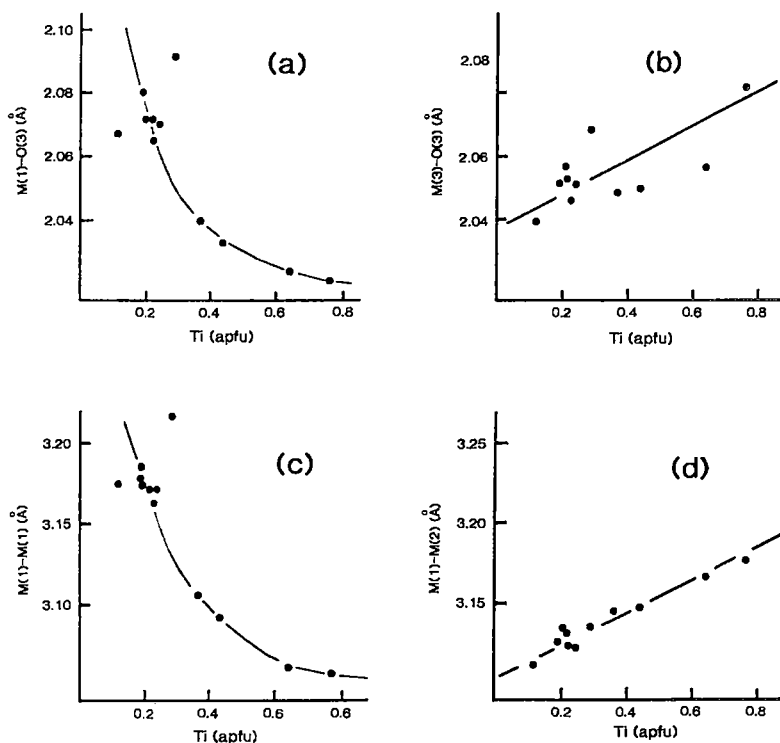 (a)
M(1)-O(3) (Å)
2.10
2.08
2.06
2.04
0.2 0.4 0.6 0.8
Ti (apfu)
(b)
M(3)-O(3) (Å)
2.08
2.06
2.04
0.2 0.4 0.6 0.8
Ti (apfu)
(c)
M(1)-M(1) (Å)
3.20
3.15
3.10
0.2 0.4 0.6 0.6
Ti (apfu)
(d)
M(1)-M(2) (Å)
3.25
3.20
3.15
0.2 0.4 0.6 0.8
Ti (apfu)